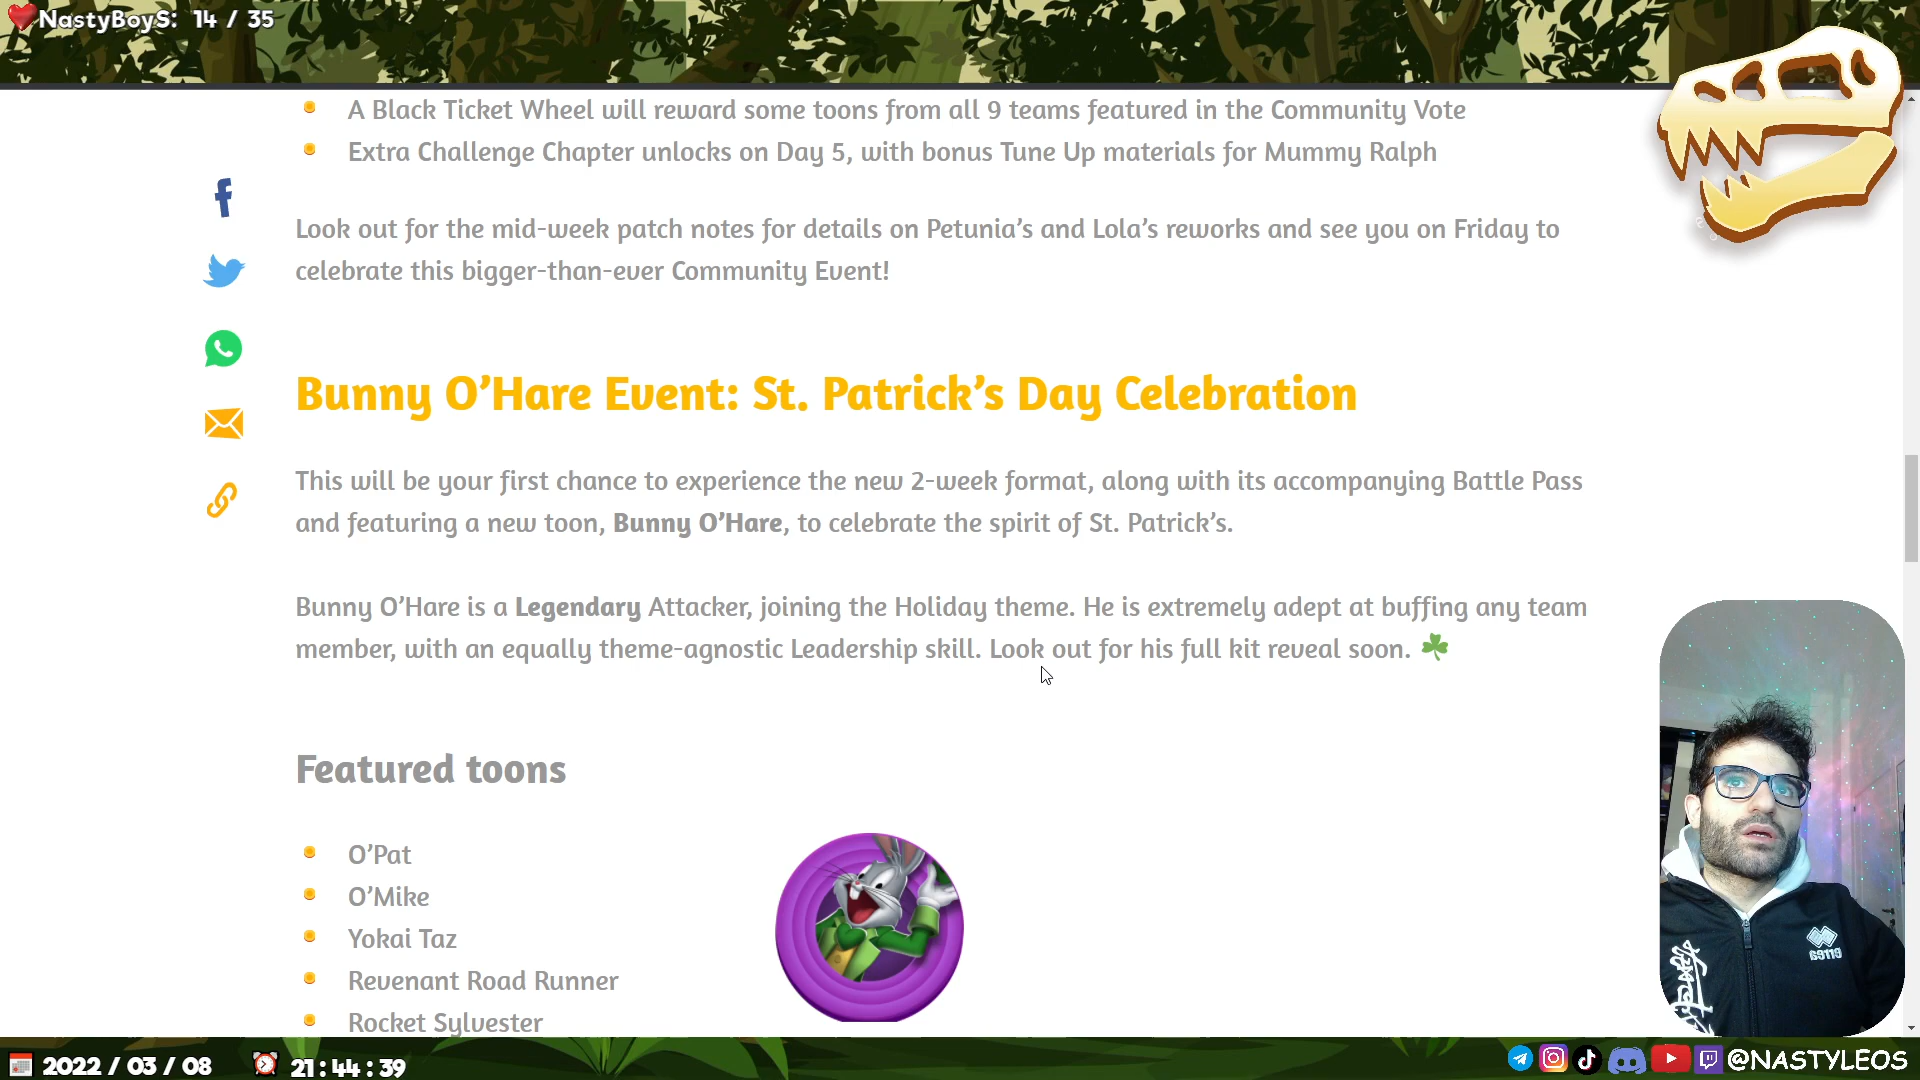 NastyBoyS: 14 / 35
A Black Ticket Wheel will reward some toons from all 9 teams featured in the Community Vote
Extra Challenge Chapter unlocks on Day 5, with bonus Tune Up materials for Mummy Ralph
Look out for the mid-week patch notes for details on Petunia’s and Lola’s reworks and see you on Friday to
celebrate this bigger-than-ever Community Event!
Bunny O’Hare Event: St. Patrick’s Day Celebration
This will be your first chance to experience the new 2-week format, along with its accompanying Battle Pass
and featuring a new toon, Bunny O’Hare, to celebrate the spirit of St. Patrick’s.
Bunny O’Hare is a Legendary Attacker, joining the Holiday theme. He is extremely adept at buffing any team
member, with an equally theme-agnostic Leadership skill. Look out for his full kit reveal soon. ☘
Featured toons
O’Pat
O’Mike
Yokai Taz
Revenant Road Runner
Rocket Sylvester
errea
2022 / 03 / 08 21:44:39
@NASTYLEOS